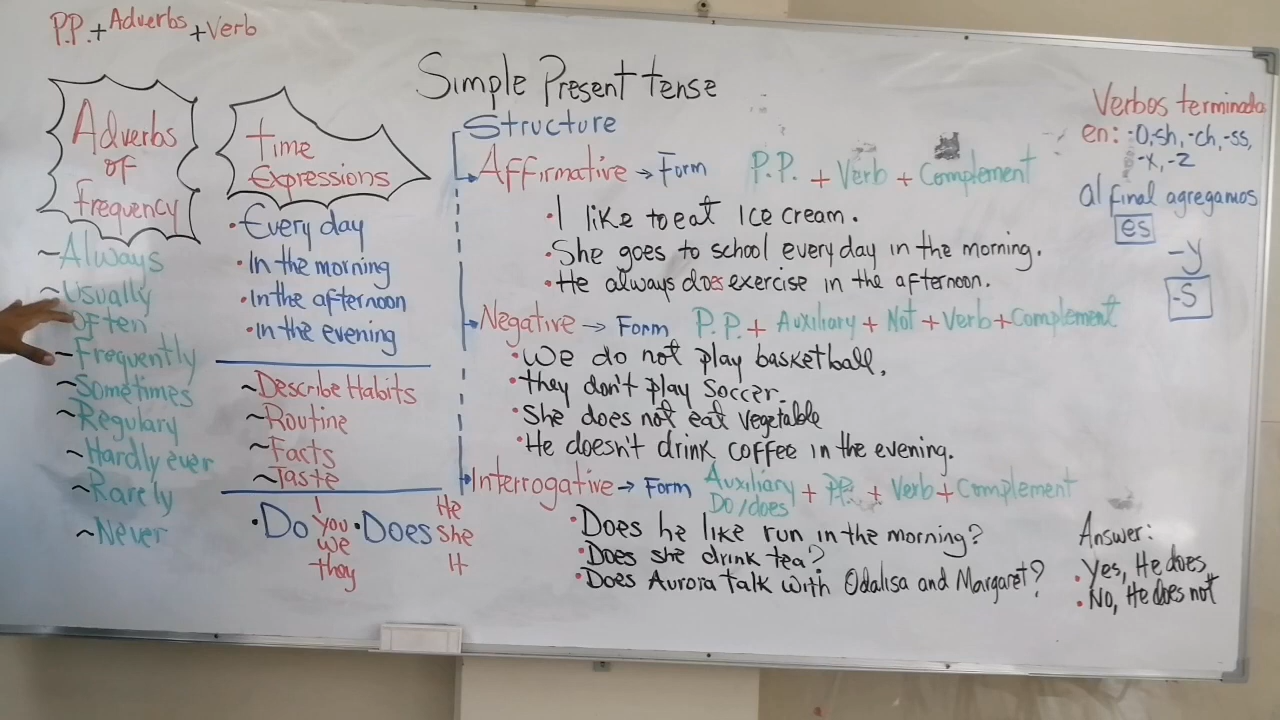 P.P. + Adverbs + Verb
Simple Present tense
Adverbs
of
Frequency
~Always
~Usually
Often
~Frequently
~Sometimes
~Regulary
~Hardly ever
~Rarely
~Never
Time
Expressions
• Every day
• In the morning
• In the afternoon
• In the evening
~Describe Habits
~Routine
~Facts
~Taste
• Do I you we they • Does He she It
Structure
Affirmative → Form P.P. + Verb + Complement
• I like to eat Ice cream.
• She goes to school every day in the morning.
• He always does exercise in the afternoon.
Negative → Form P.P. + Auxiliary + Not + Verb + Complement
• We do not play basketball,
• they don't play Soccer.
• She does not eat vegetable
• He doesn't drink coffee in the evening.
Interrogative → Form Auxiliary Do/does + P.P. + Verb + Complement
• Does he like run in the morning?
• Does she drink tea?
• Does Aurora talk with Odalisa and Margaret?
Verbos terminada
en: -O, sh, -ch, -ss,
-x, -z
al final agregamos
es
-y
-S
Answer:
• Yes, He does
• No, He does not